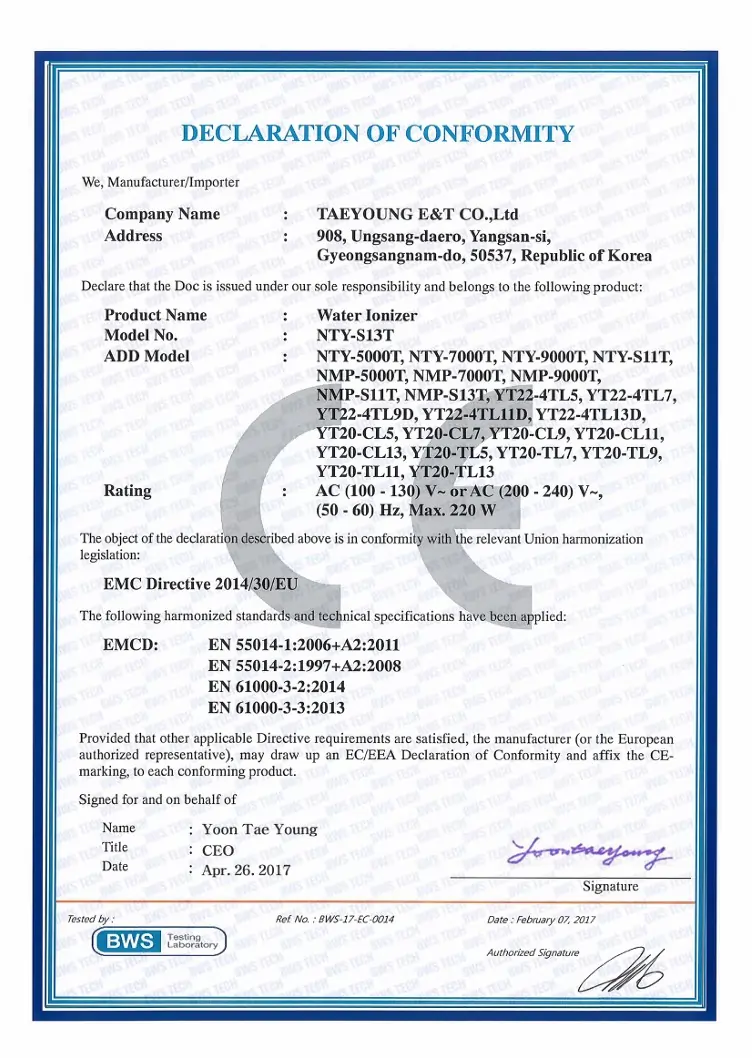 DECLARATION OF CONFORMITY
We, Manufacturer/Importer
Company Name : TAEYOUNG E&T CO.,Ltd
Address : 908, Ungsang-daero, Yangsan-si,
Gyeongsangnam-do, 50537, Republic of Korea
Declare that the Doc is issued under our sole responsibility and belongs to the following product:
Product Name : Water Ionizer
Model No. : NTY-S13T
ADD Model : NTY-5000T, NTY-7000T, NTY-9000T, NTY-S11T,
NMP-5000T, NMP-7000T, NMP-9000T,
NMP-S11T, NMP-S13T, YT22-4TL5, YT22-4TL7,
YT22-4TL9D, YT22-4TL11D, YT22-4TL13D,
YT20-CL5, YT20-CL7, YT20-CL9, YT20-CL11,
YT20-CL13, YT20-TL5, YT20-TL7, YT20-TL9,
YT20-TL11, YT20-TL13
Rating : AC (100 - 130) V~ or AC (200 - 240) V~,
(50 - 60) Hz, Max. 220 W
The object of the declaration described above is in conformity with the relevant Union harmonization
legislation:
EMC Directive 2014/30/EU
The following harmonized standards and technical specifications have been applied:
EMCD: EN 55014-1:2006+A2:2011
EN 55014-2:1997+A2:2008
EN 61000-3-2:2014
EN 61000-3-3:2013
Provided that other applicable Directive requirements are satisfied, the manufacturer (or the European
authorized representative), may draw up an EC/EEA Declaration of Conformity and affix the CE-
marking, to each conforming product.
Signed for and on behalf of
Name : Yoon Tae Young
Title : CEO
Date : Apr. 26. 2017
Yoontaeyoung
Signature
Tested by : Ref. No. : BWS-17-EC-0014 Date : February 07, 2017
BWS Testing
Laboratory
Authorized Signature